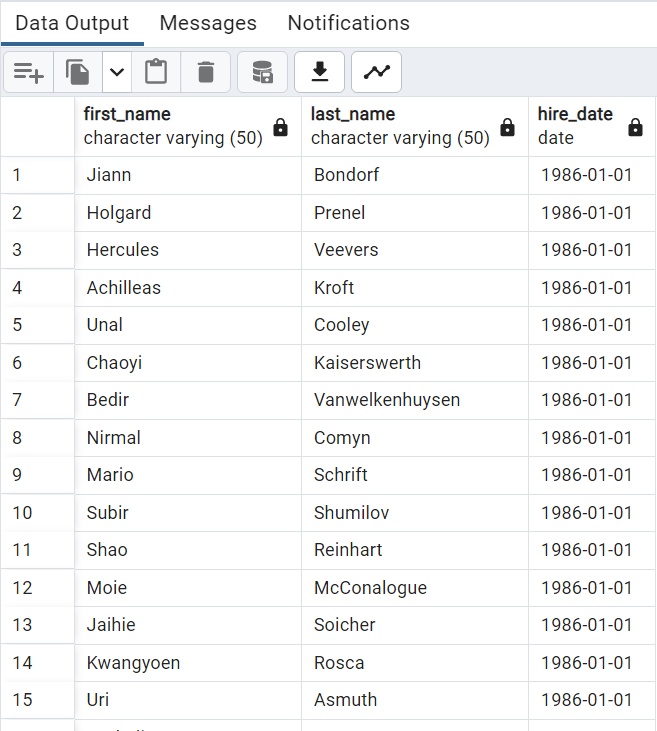 Data Output Messages Notifications
first_name last_name hire_date
character varying (50) character varying (50) date
1 Jiann Bondorf 1986-01-01
2 Holgard Prenel 1986-01-01
3 Hercules Veevers 1986-01-01
4 Achilleas Kroft 1986-01-01
5 Unal Cooley 1986-01-01
6 Chaoyi Kaiserswerth 1986-01-01
7 Bedir Vanwelkenhuysen 1986-01-01
8 Nirmal Comyn 1986-01-01
9 Mario Schrift 1986-01-01
10 Subir Shumilov 1986-01-01
11 Shao Reinhart 1986-01-01
12 Moie McConalogue 1986-01-01
13 Jaihie Soicher 1986-01-01
14 Kwangyoen Rosca 1986-01-01
15 Uri Asmuth 1986-01-01